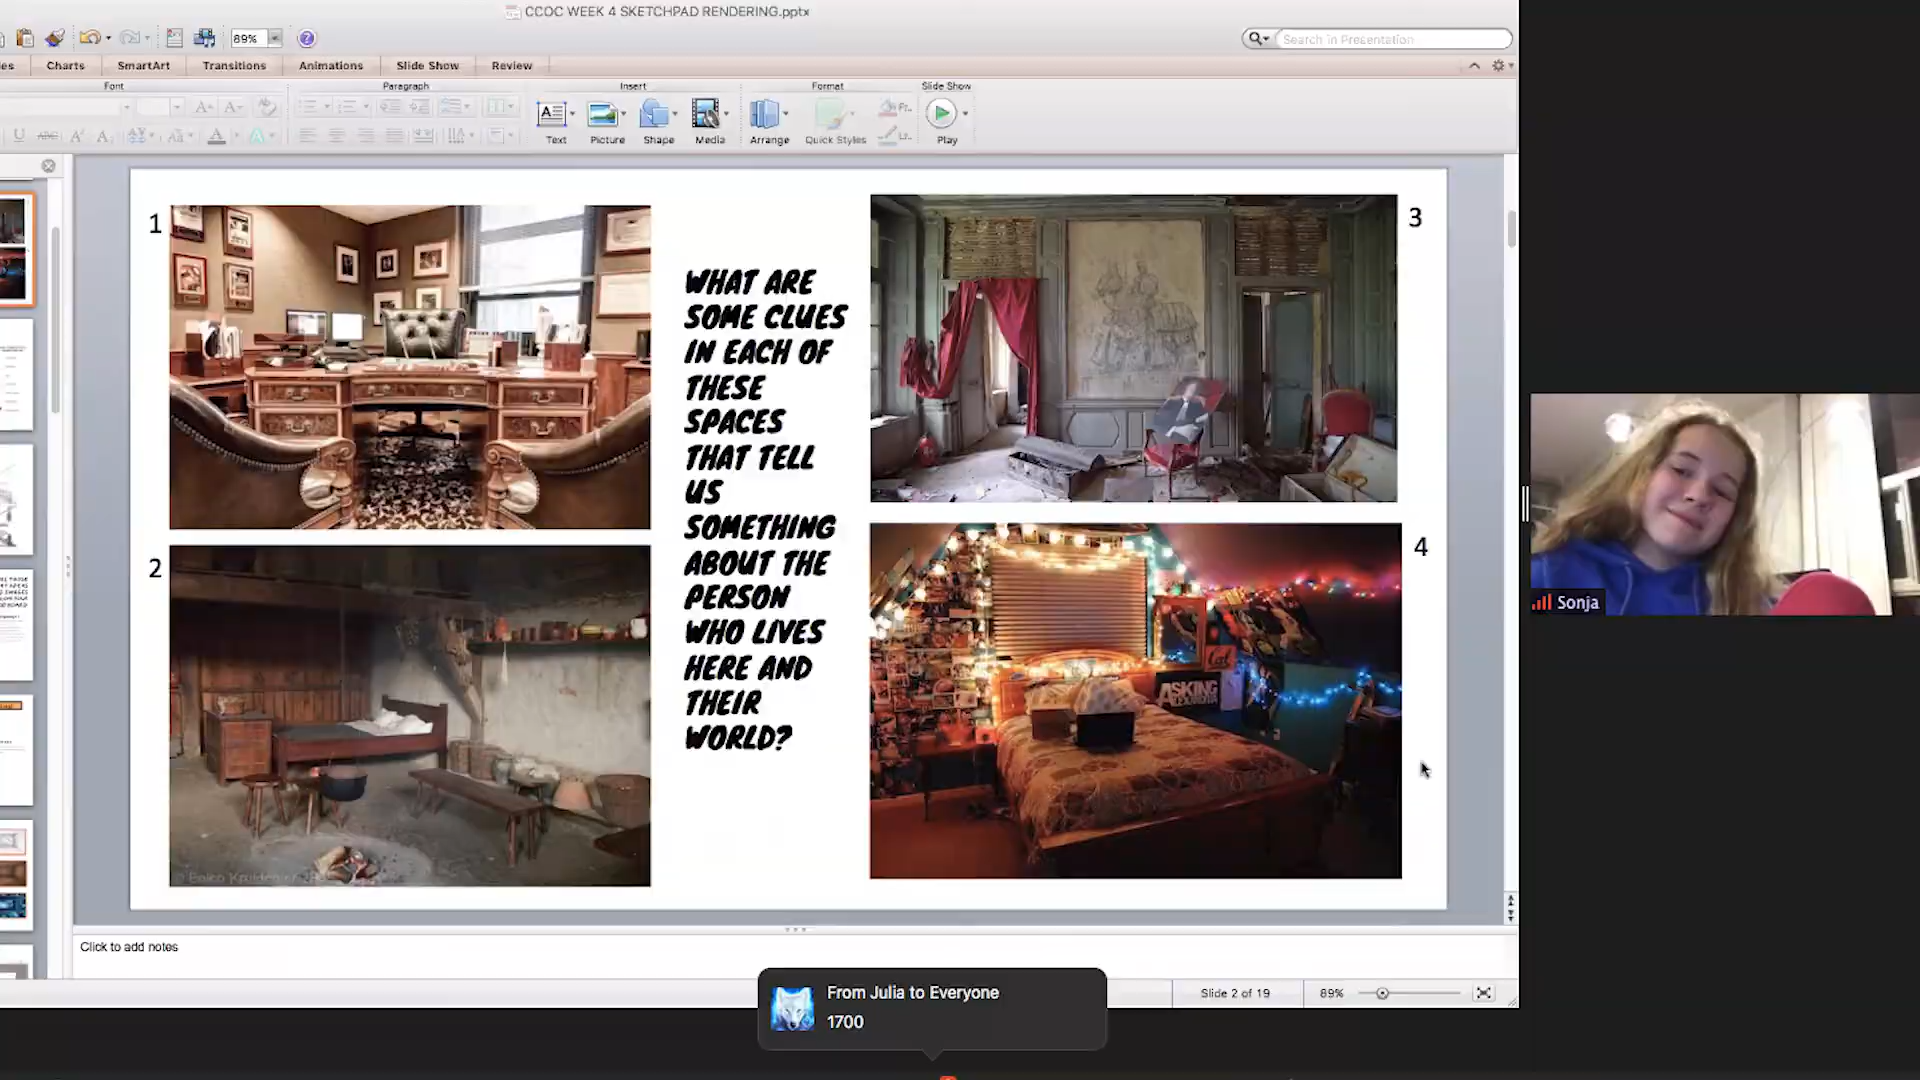 CCOC WEEK 4 SKETCHPAD RENDERING.pptx
89%
Search in Presentation
Charts
SmartArt
Transitions
Animations
Slide Show
Review
Font
Paragraph
Insert
Format
Slide Show
Text
Picture
Shape
Media
Arrange
Quick Styles
Play
1
2
WHAT ARE
SOME CLUES
IN EACH OF
THESE
SPACES
THAT TELL
US
SOMETHING
ABOUT THE
PERSON
WHO LIVES
HERE AND
THEIR
WORLD?
3
4
ASKING
Sonja
Click to add notes
From Julia to Everyone
1700
Slide 2 of 19
89%